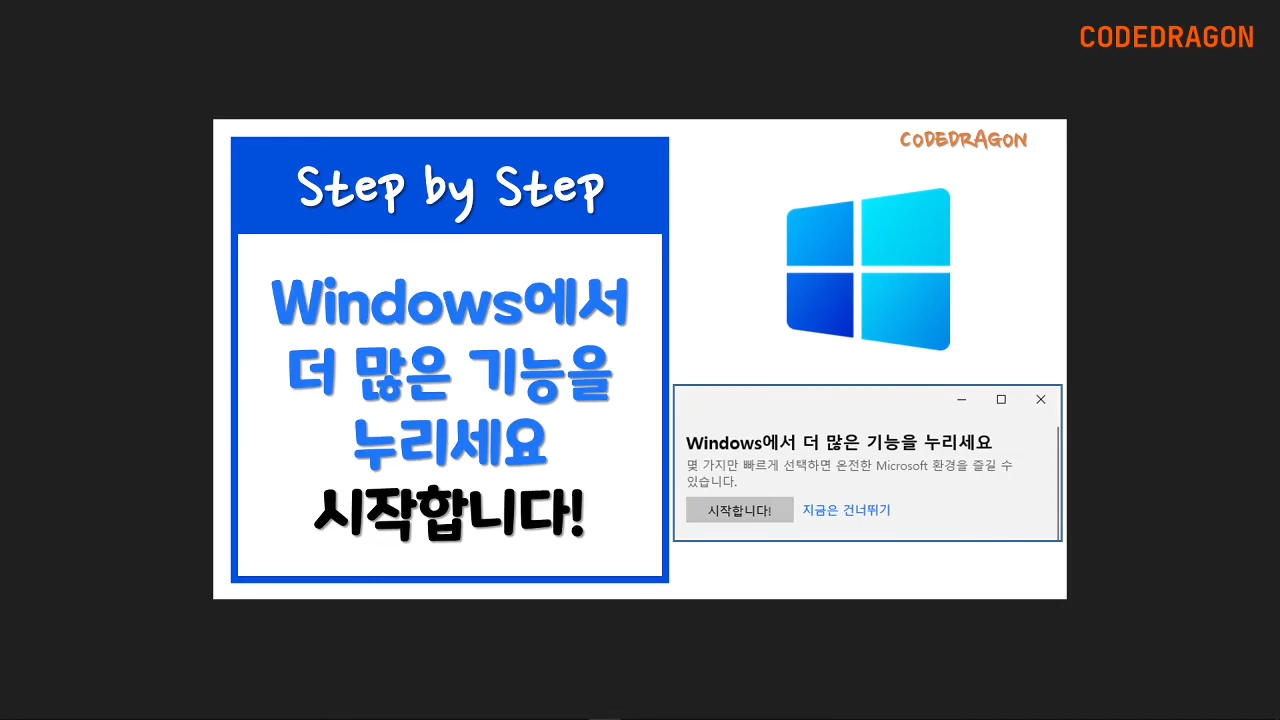 CODEDRAGON
CODEDRAGON
Step by Step
Windows에서
더 많은 기능을
누리세요
시작합니다!
Windows에서 더 많은 기능을 누리세요
몇 가지만 빠르게 선택하면 온전한 Microsoft 환경을 즐길 수
있습니다.
시작합니다! 지금은 건너뛰기